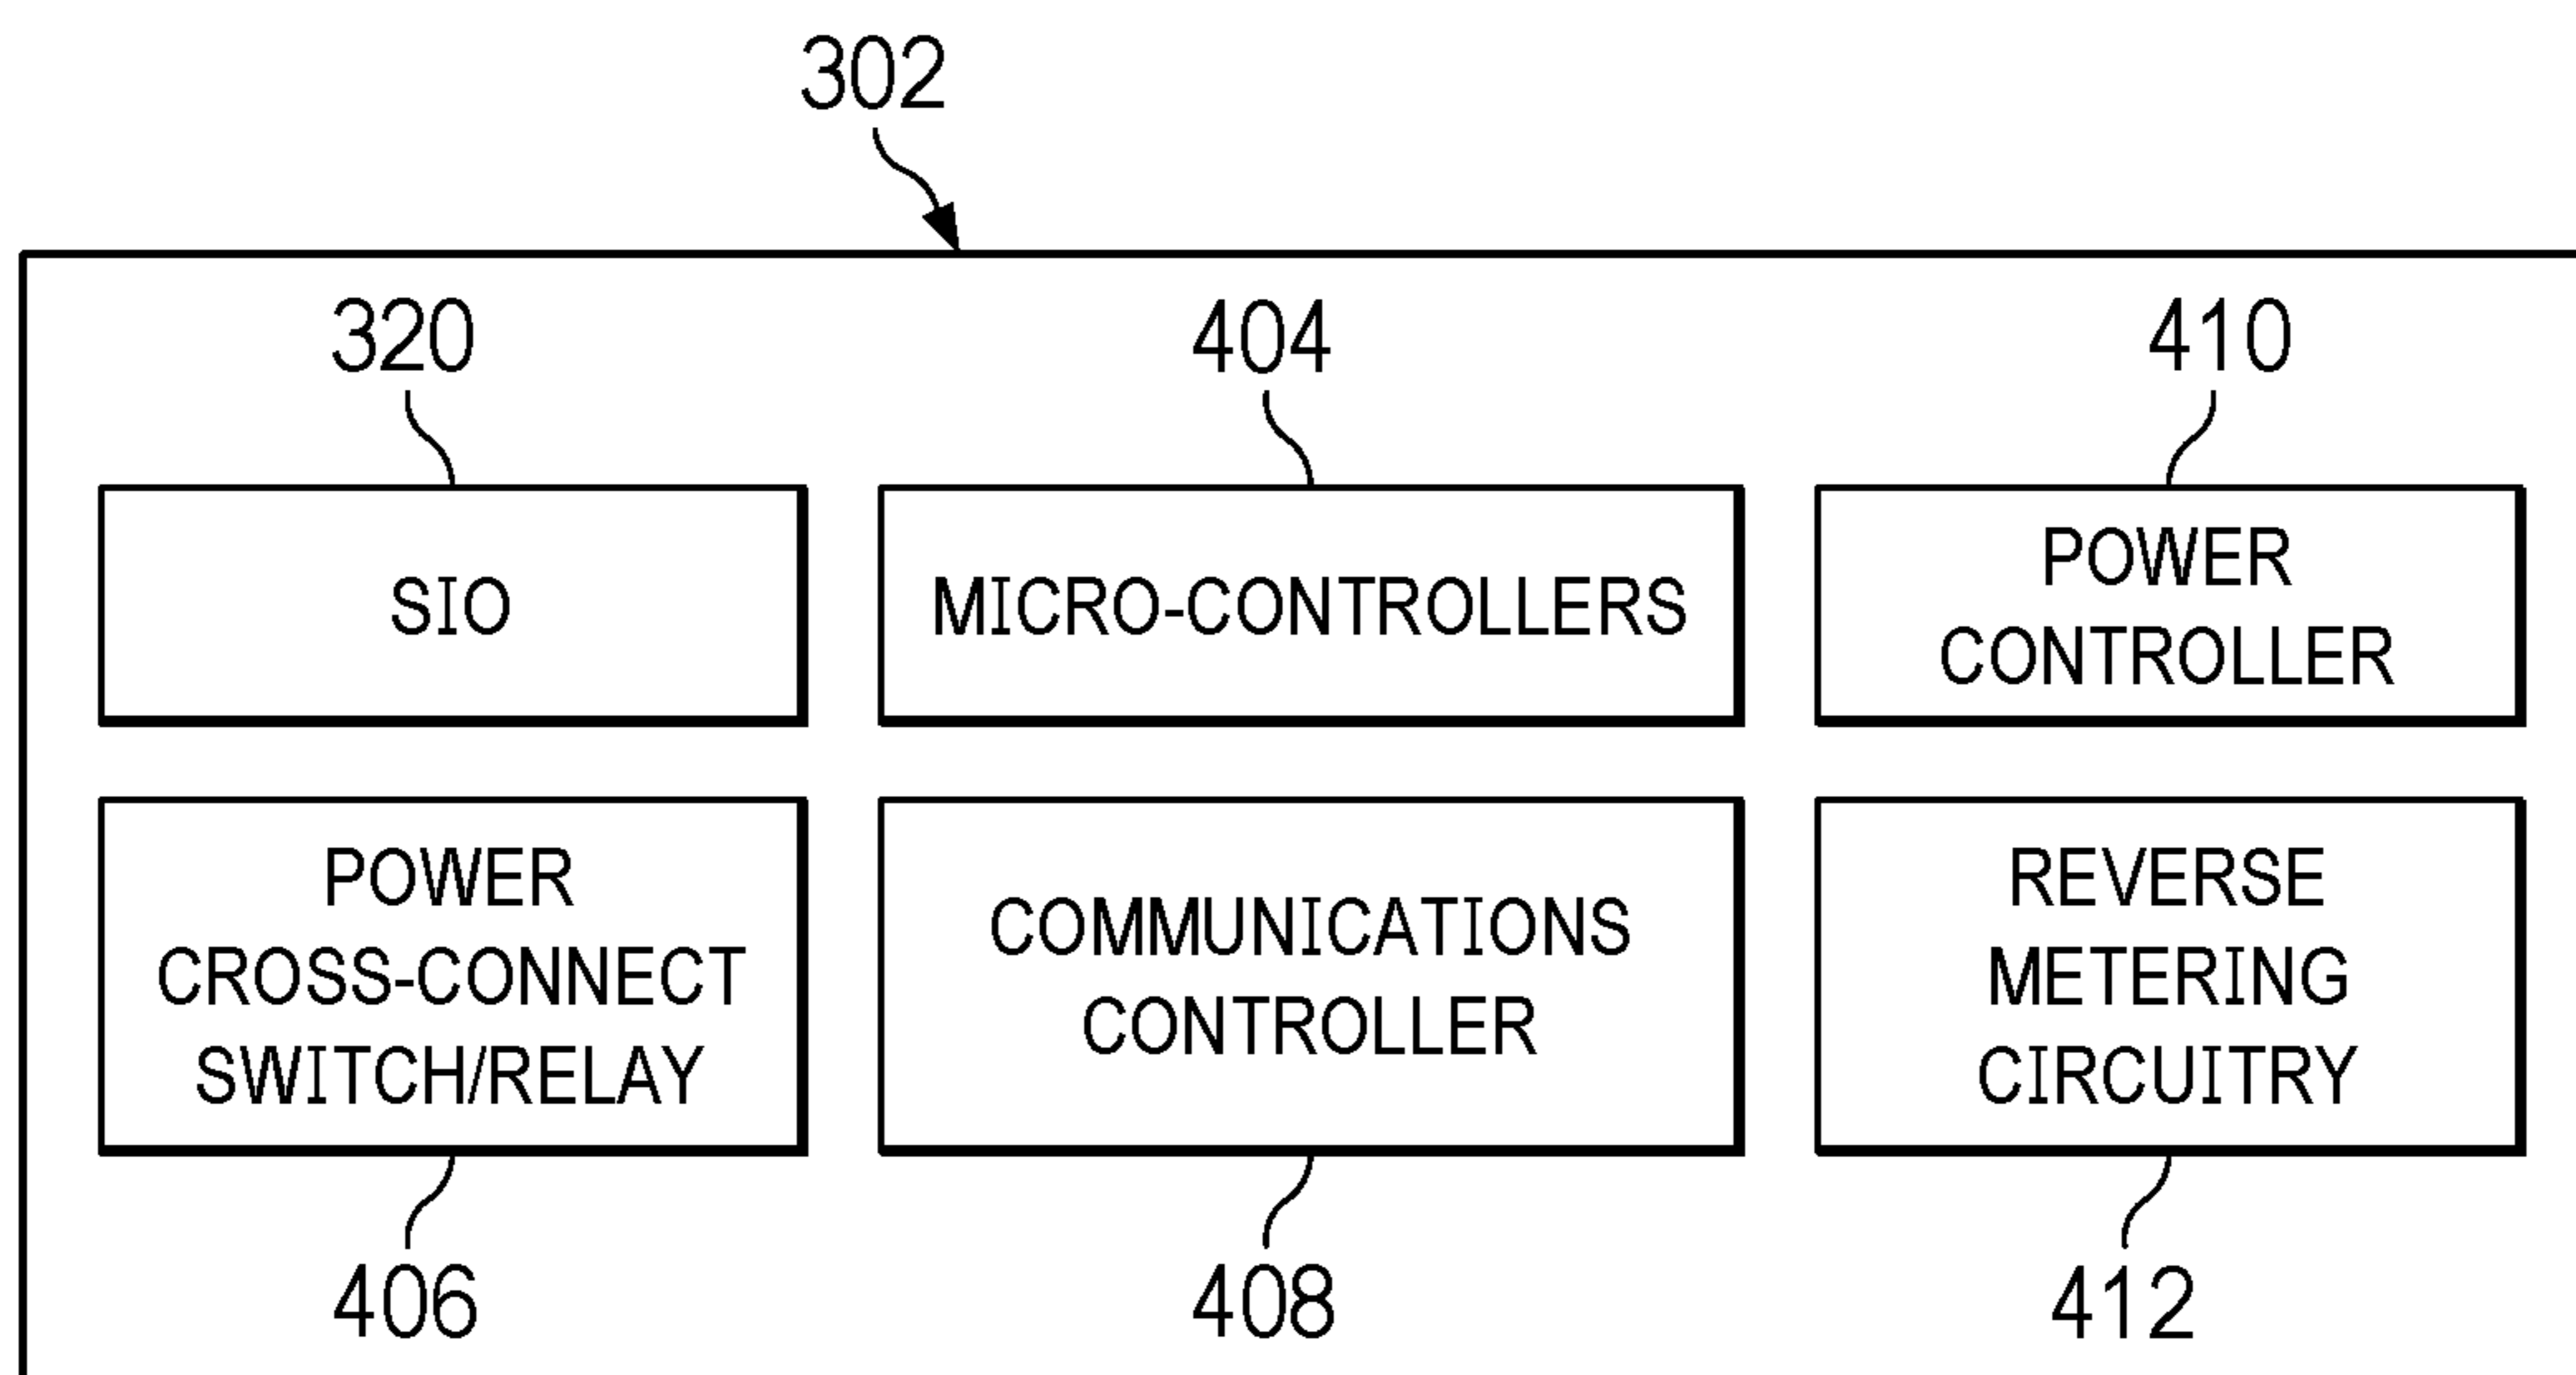 302
320
404
410
SIO
MICRO-CONTROLLERS
POWER
CONTROLLER
POWER
CROSS-CONNECT
SWITCH/RELAY
COMMUNICATIONS
CONTROLLER
REVERSE
METERING
CIRCUITRY
406
408
412